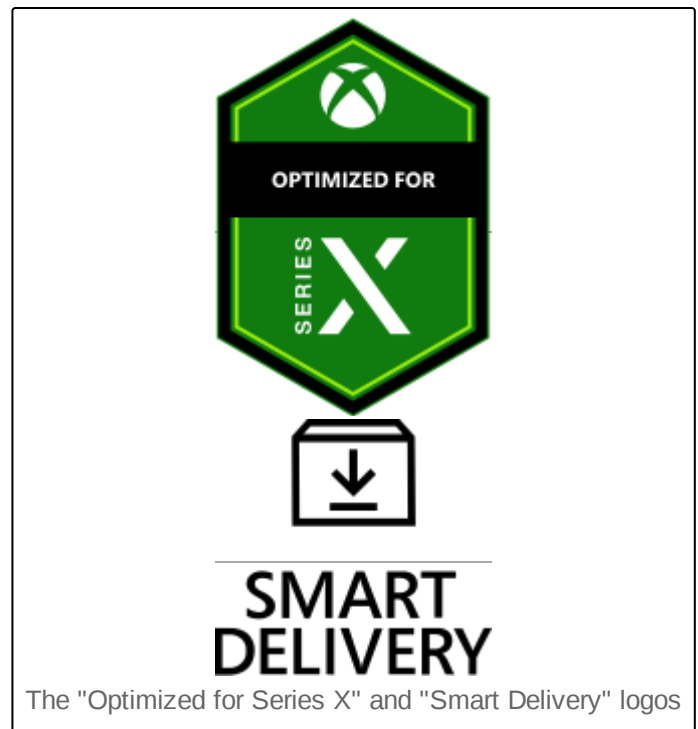 OPTIMIZED FOR
SERIES X
SMART
DELIVERY
The "Optimized for Series X" and "Smart Delivery" logos